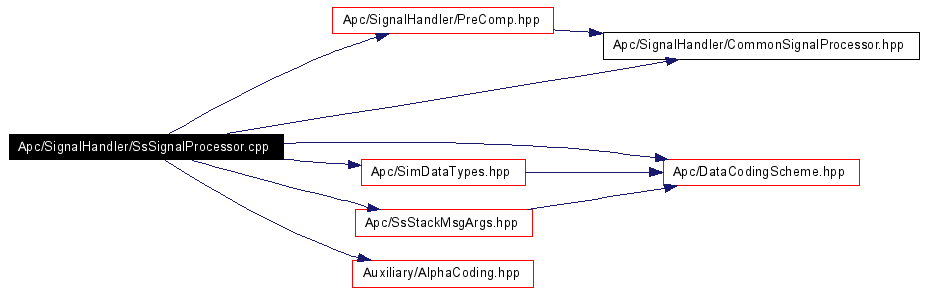 Apc/SignalHandler/PreComp.hpp
Apc/SignalHandler/CommonSignalProcessor.hpp
Apc/SignalHandler/SsSignalProcessor.cpp
Apc/SimDataTypes.hpp
Apc/DataCodingScheme.hpp
Apc/SsStackMsgArgs.hpp
Auxiliary/AlphaCoding.hpp